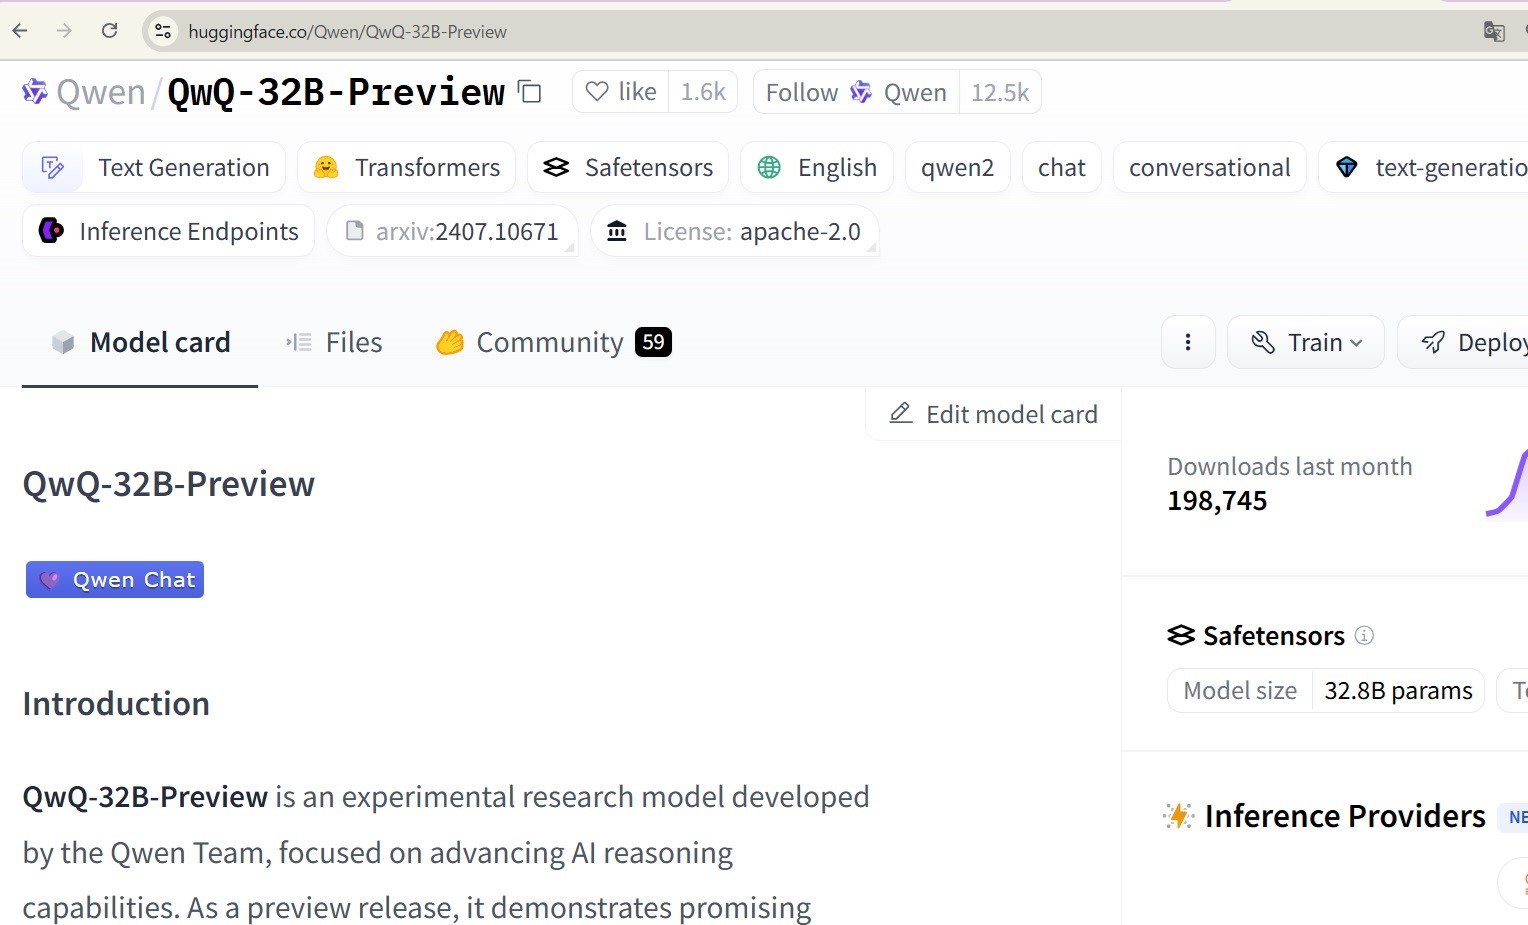 huggingface.co/Qwen/QwQ-32B-Preview
Qwen/QwQ-32B-Preview like 1.6k Follow Qwen 12.5k
Text Generation Transformers Safetensors English qwen2 chat conversational text-generatio
Inference Endpoints arxiv:2407.10671 License: apache-2.0
Model card Files Community 59 Train Deploy
Edit model card
QwQ-32B-Preview
Downloads last month
198,745
Qwen Chat
Safetensors
Model size 32.8B params
Introduction
QwQ-32B-Preview is an experimental research model developed
by the Qwen Team, focused on advancing AI reasoning
capabilities. As a preview release, it demonstrates promising
Inference Providers